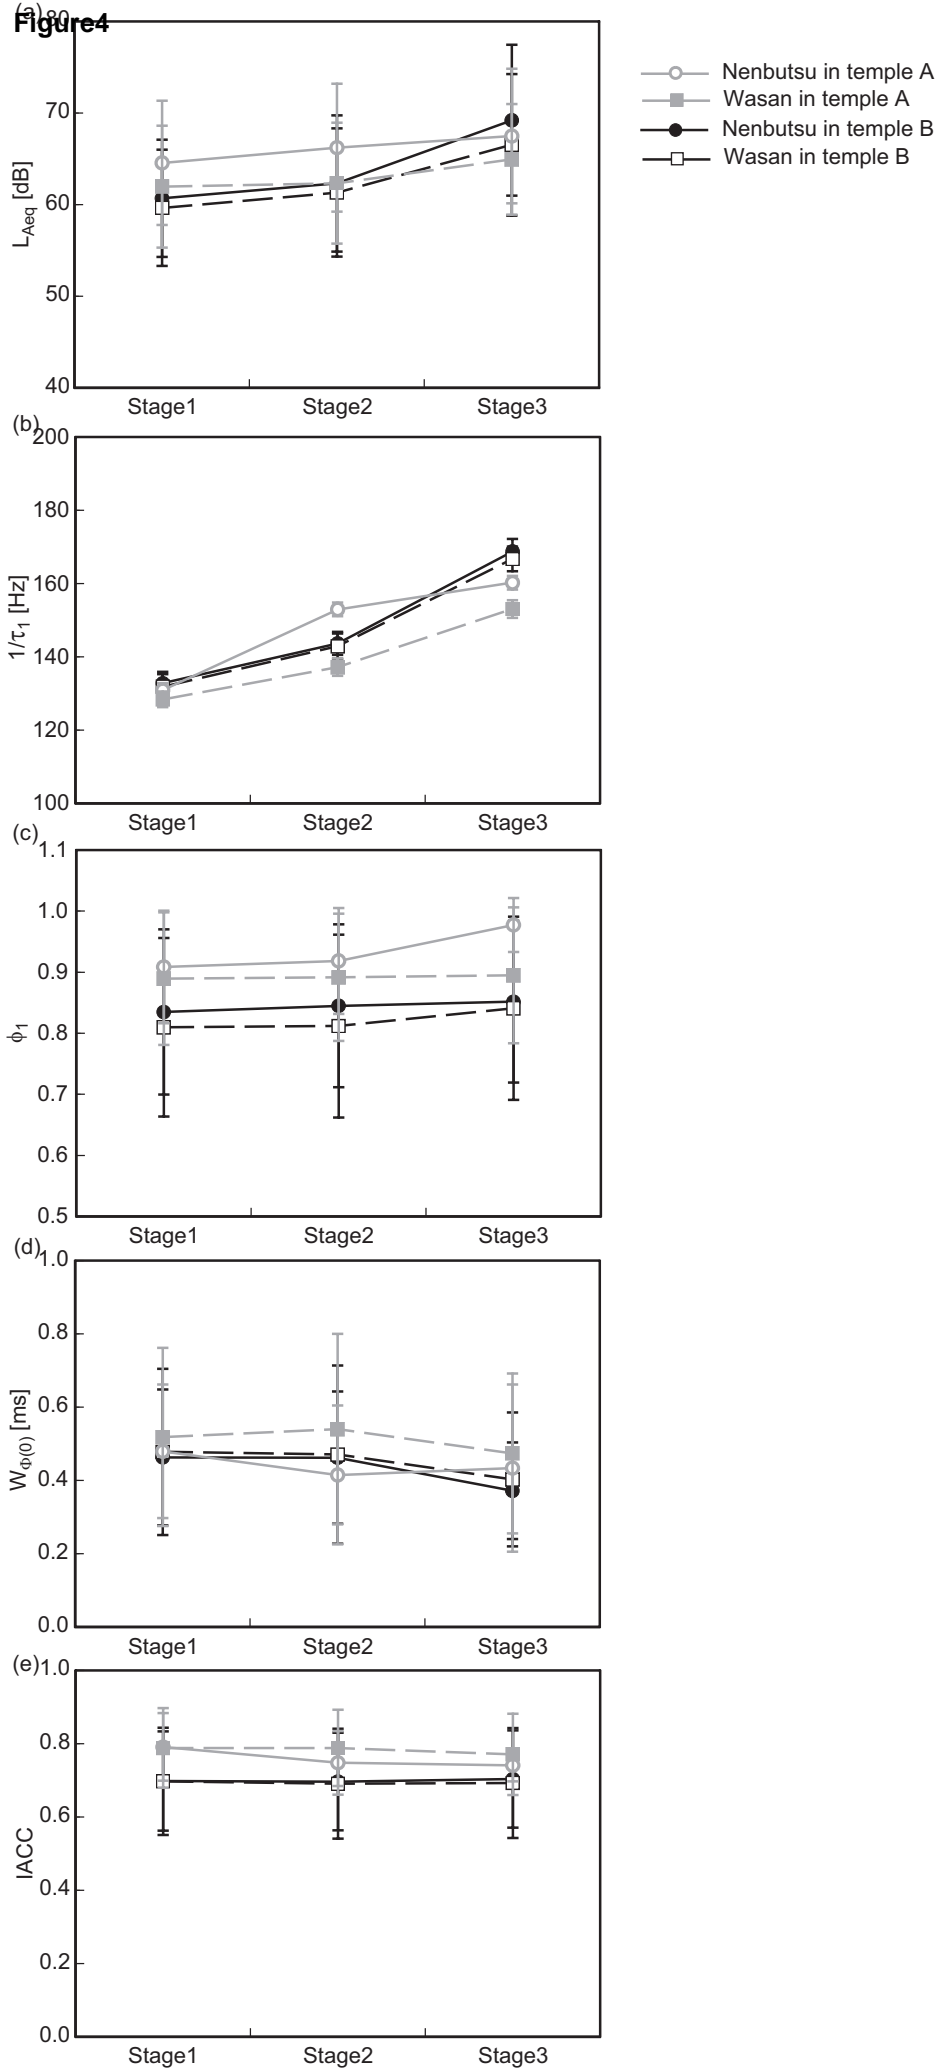 (a)
Figure4
80
70
60
50
40
L_Aeq [dB]
Stage1 Stage2 Stage3
Nenbutsu in temple A
Wasan in temple A
Nenbutsu in temple B
Wasan in temple B
(b)
200
180
160
140
120
100
1/τ1 [Hz]
Stage1 Stage2 Stage3
(c)
1.1
1.0
0.9
0.8
0.7
0.6
0.5
ϕ1
Stage1 Stage2 Stage3
(d)
1.0
0.8
0.6
0.4
0.2
0.0
W_Φ(0) [ms]
Stage1 Stage2 Stage3
(e)
1.0
0.8
0.6
0.4
0.2
0.0
IACC
Stage1 Stage2 Stage3